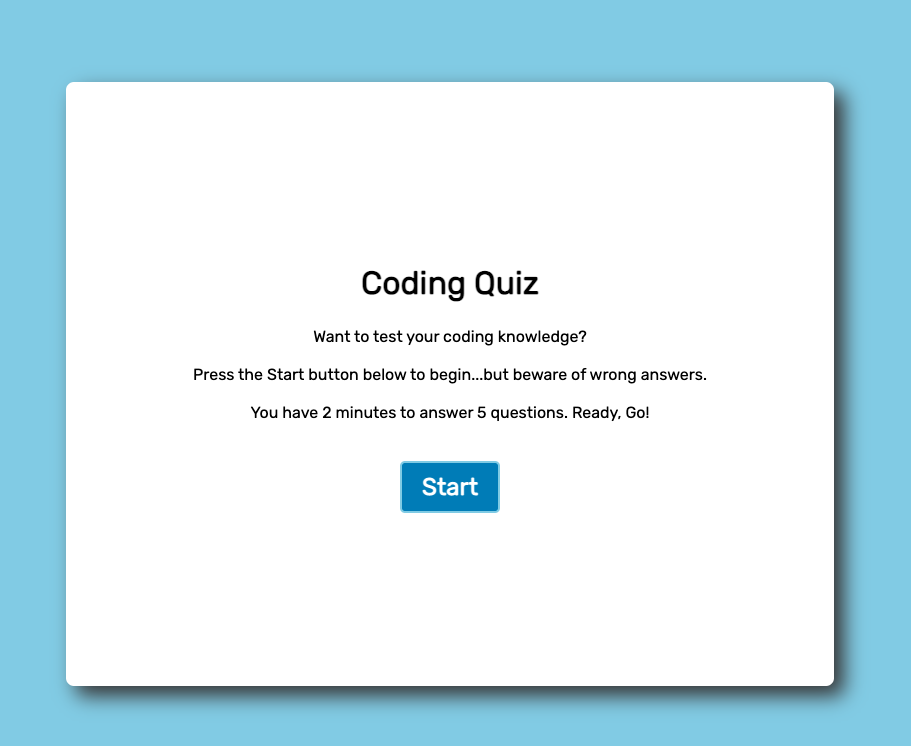 Coding Quiz
Want to test your coding knowledge?
Press the Start button below to begin...but beware of wrong answers.
You have 2 minutes to answer 5 questions. Ready, Go!
Start